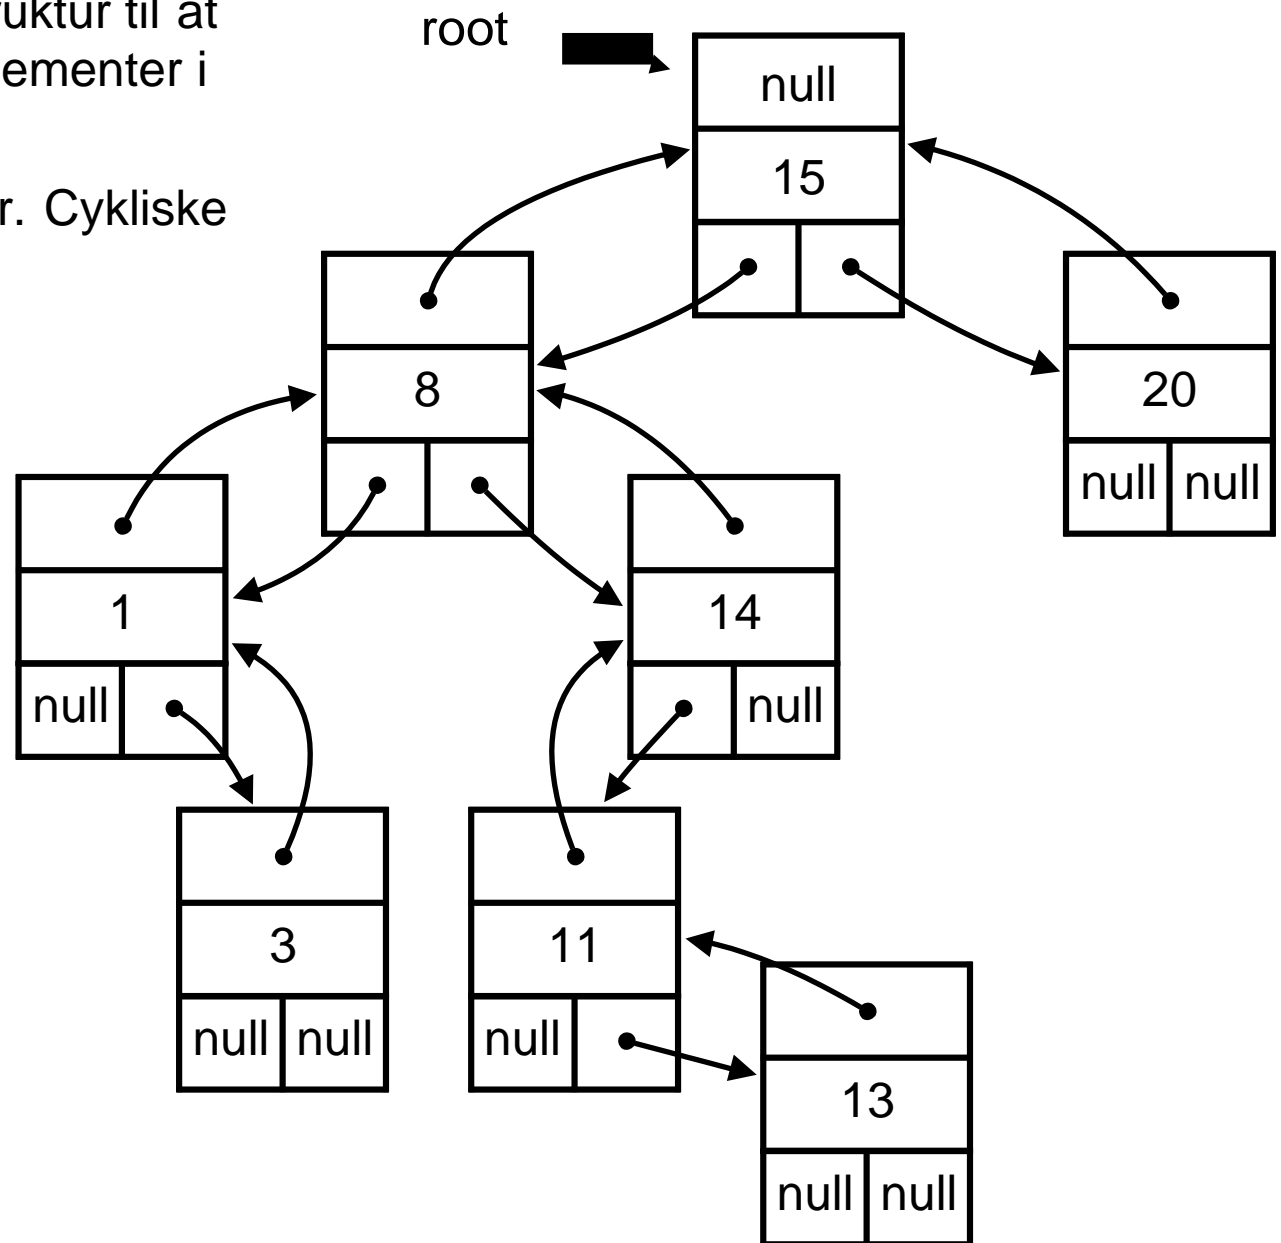 uktur til at
root
ementer i
null
15
r. Cykliske
8
20
null null
1
14
null
null
3
11
null null
null
13
null null